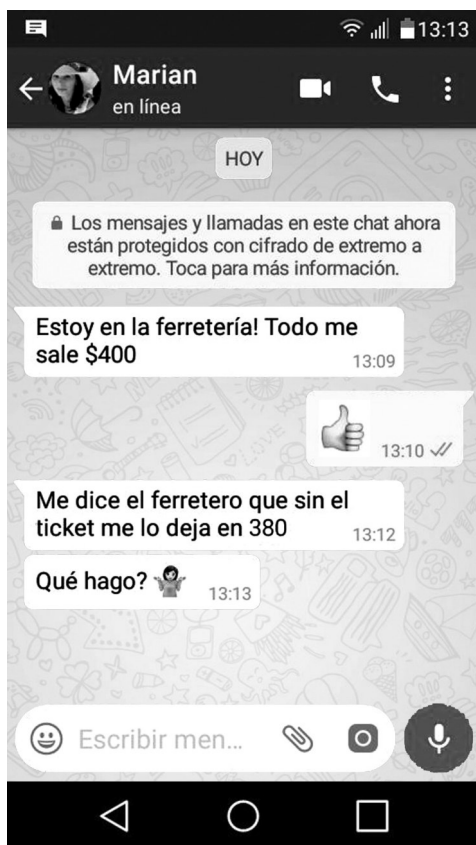 13:13
Marian
en línea
HOY
Los mensajes y llamadas en este chat ahora
están protegidos con cifrado de extremo a
extremo. Toca para más información.
Estoy en la ferretería! Todo me
sale $400
13:09
13:10
Me dice el ferretero que sin el
ticket me lo deja en 380
13:12
Qué hago?
13:13
Escribir men...